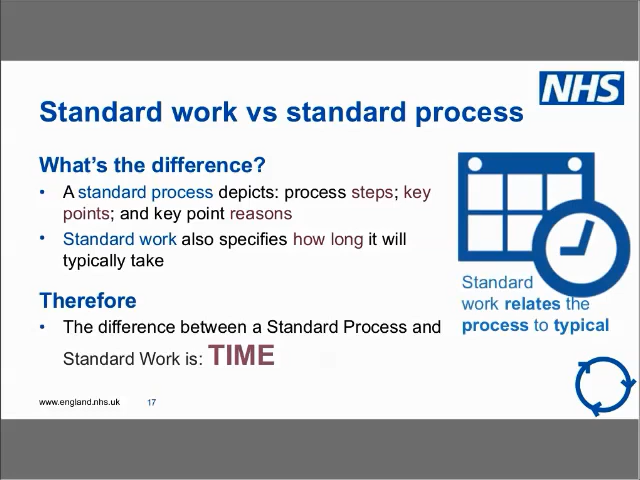 NHS
Standard work vs standard process
What's the difference?
• A standard process depicts: process steps; key
points; and key point reasons
• Standard work also specifies how long it will
typically take
Standard
work relates the
process to typical
Therefore
• The difference between a Standard Process and
Standard Work is: TIME
www.england.nhs.uk 17